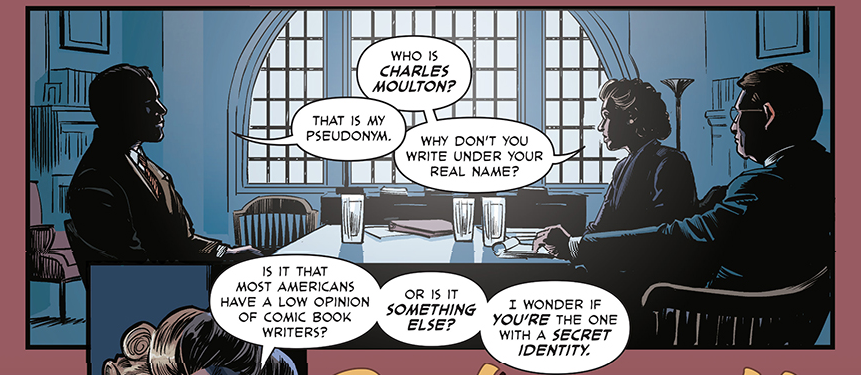 WHO IS
CHARLES
MOULTON?
THAT IS MY
PSEUDONYM.
WHY DON'T YOU
WRITE UNDER YOUR
REAL NAME?
IS IT THAT
MOST AMERICANS
HAVE A LOW OPINION
OF COMIC BOOK
WRITERS?
OR IS IT
SOMETHING
ELSE?
I WONDER IF
YOU'RE THE ONE
WITH A SECRET
IDENTITY.